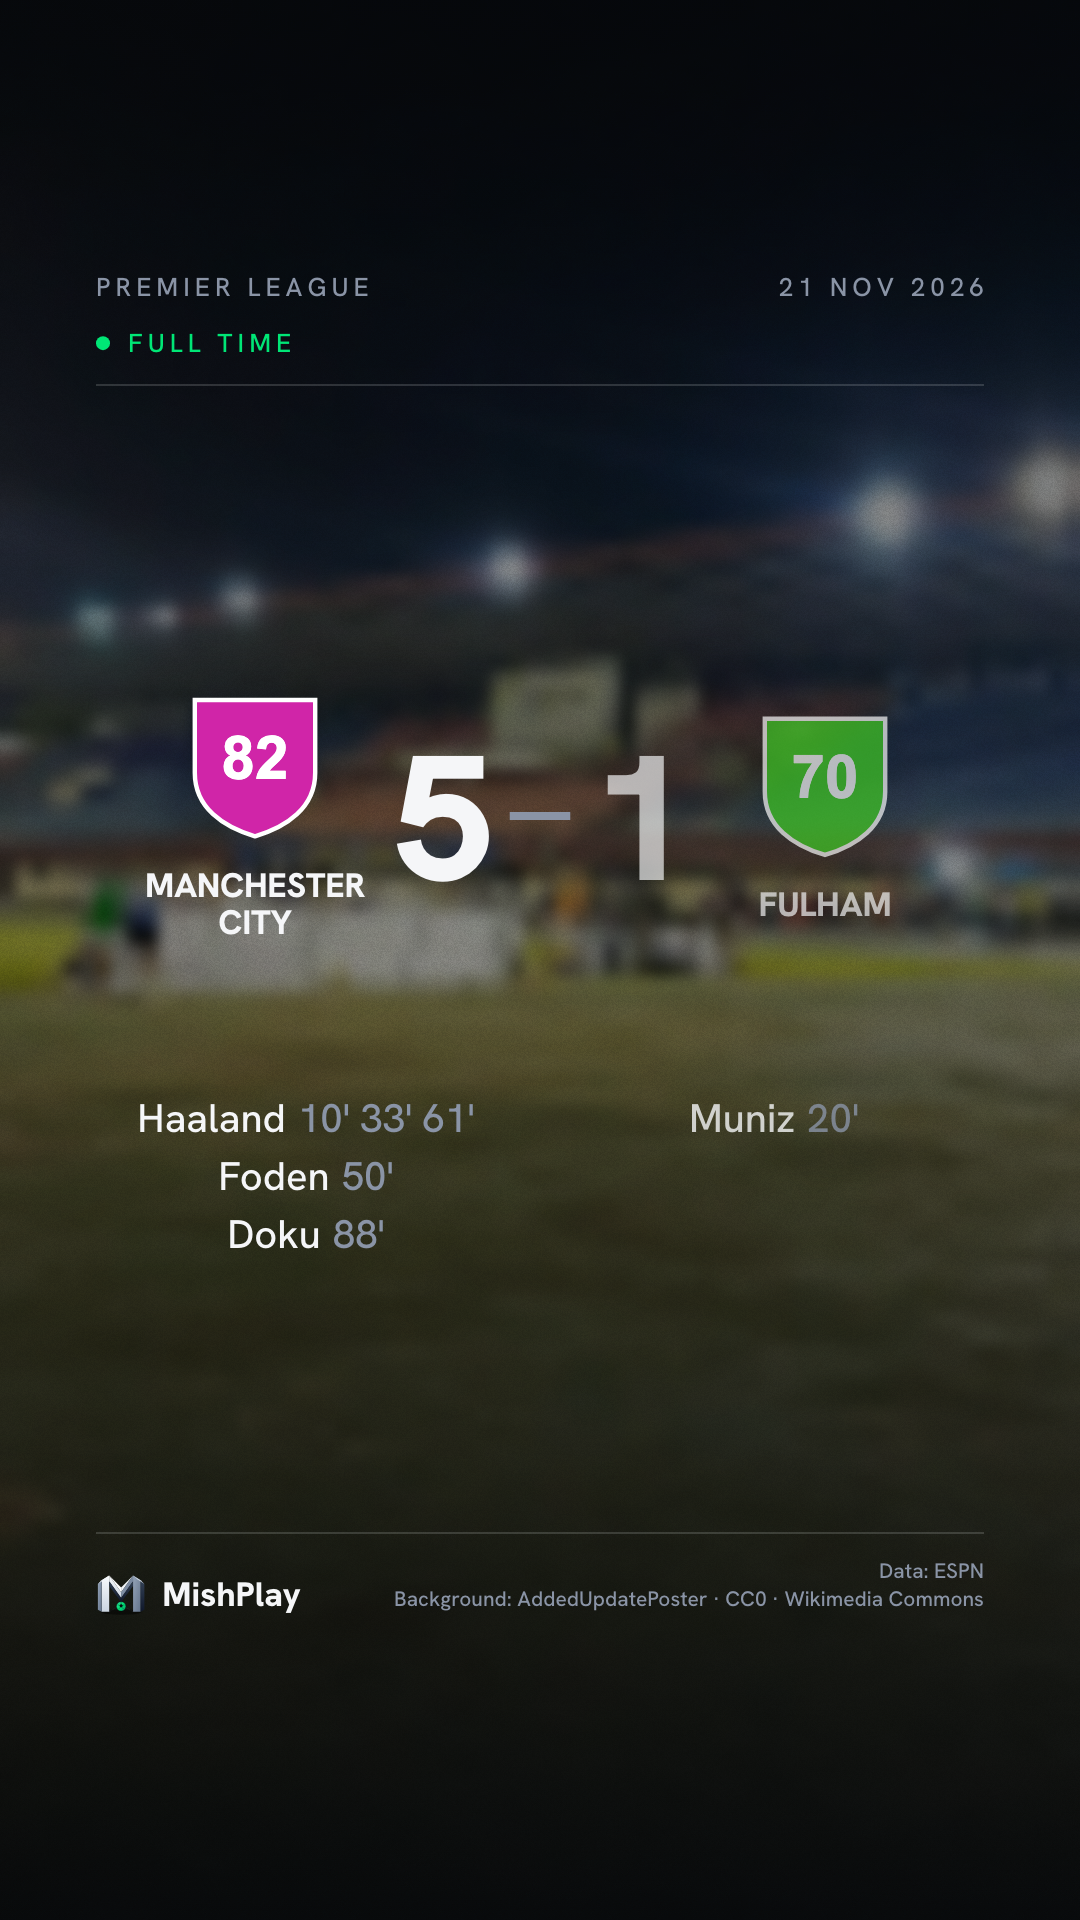 PREMIER LEAGUE
21 NOV 2026
FULL TIME
82
5 – 1
70
MANCHESTER
CITY
FULHAM
Haaland 10' 33' 61'
Muniz 20'
Foden 50'
Doku 88'
MishPlay
Data: ESPN
Background: AddedUpdatePoster · CC0 · Wikimedia Commons